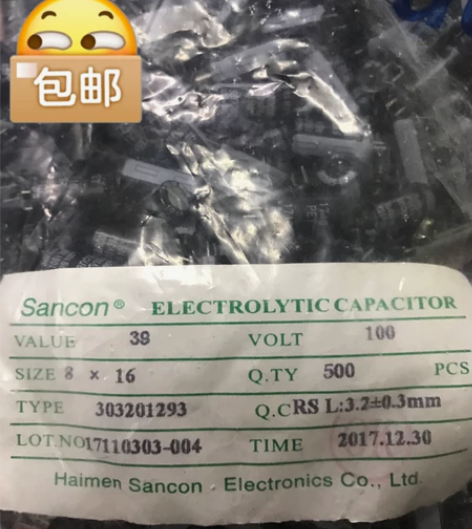 包邮
Sancon® ELECTROLYTIC CAPACITOR
VALUE 39 VOLT 100
SIZE 8 × 16 Q.TY 500 PCS
TYPE 303201293 Q.C RS L:3.2±0.3mm
LOT.NO 17110303-004 TIME 2017.12.30
Haimen Sancon Electronics Co., Ltd.